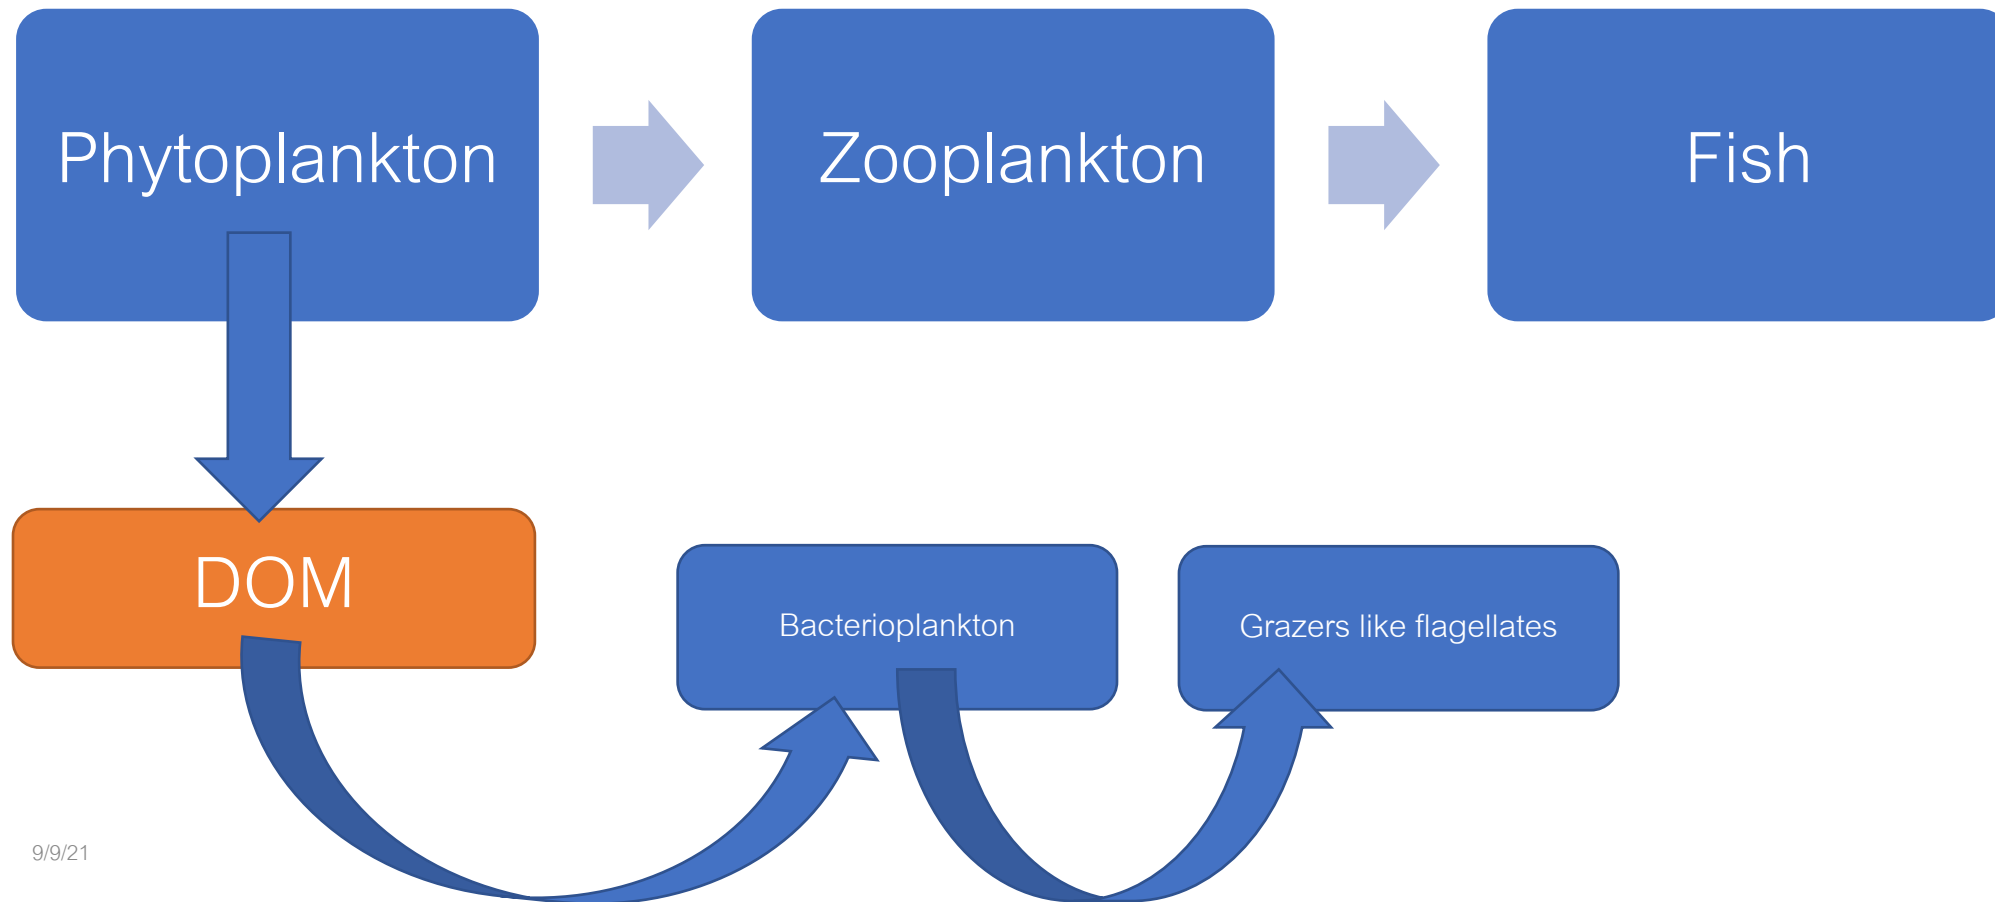 Phytoplankton
Zooplankton
Fish
DOM
Bacterioplankton
Grazers like flagellates
9/9/21